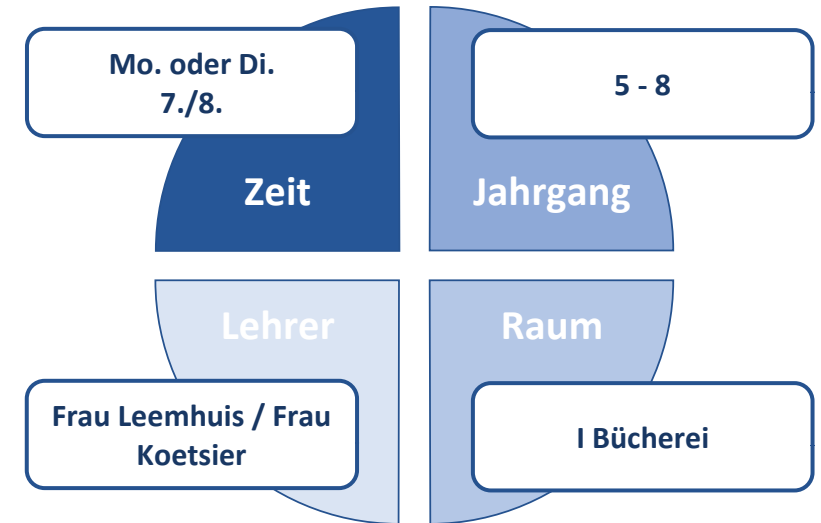 Mo. oder Di.
7./8.
Zeit
5 - 8
Jahrgang
Lehrer
Frau Leemhuis / Frau
Koetsier
Raum
I Bücherei